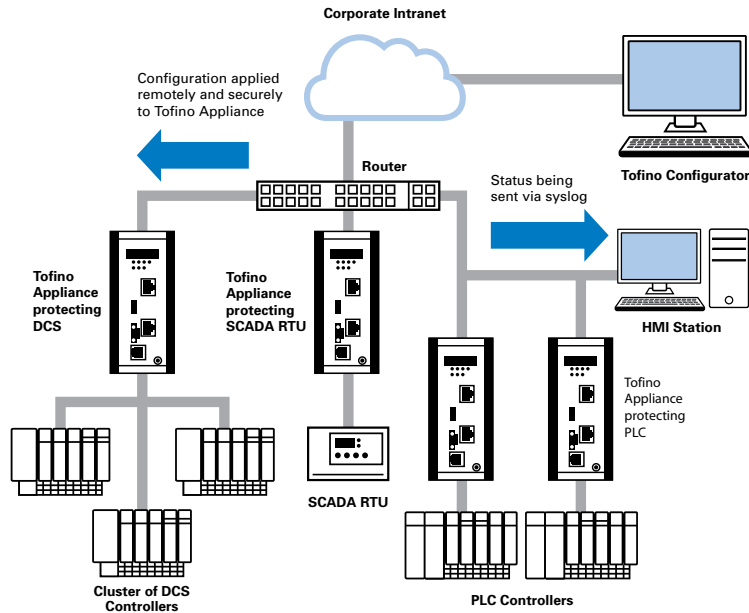 Corporate Intranet
Configuration applied
remotely and securely
to Tofino Appliance
Router
Tofino Configurator
Status being
sent via syslog
Tofino
Appliance
protecting
DCS
Tofino
Appliance
protecting
SCADA RTU
HMI Station
Tofino
Appliance
protecting
PLC
SCADA RTU
Cluster of DCS
Controllers
PLC Controllers